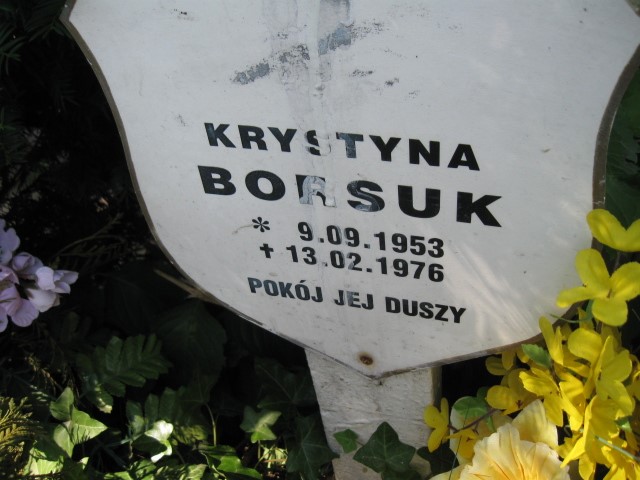 KRYSTYNA
BORSUK
* 9.09.1953
✝ 13.02.1976
POKÓJ JEJ DUSZY